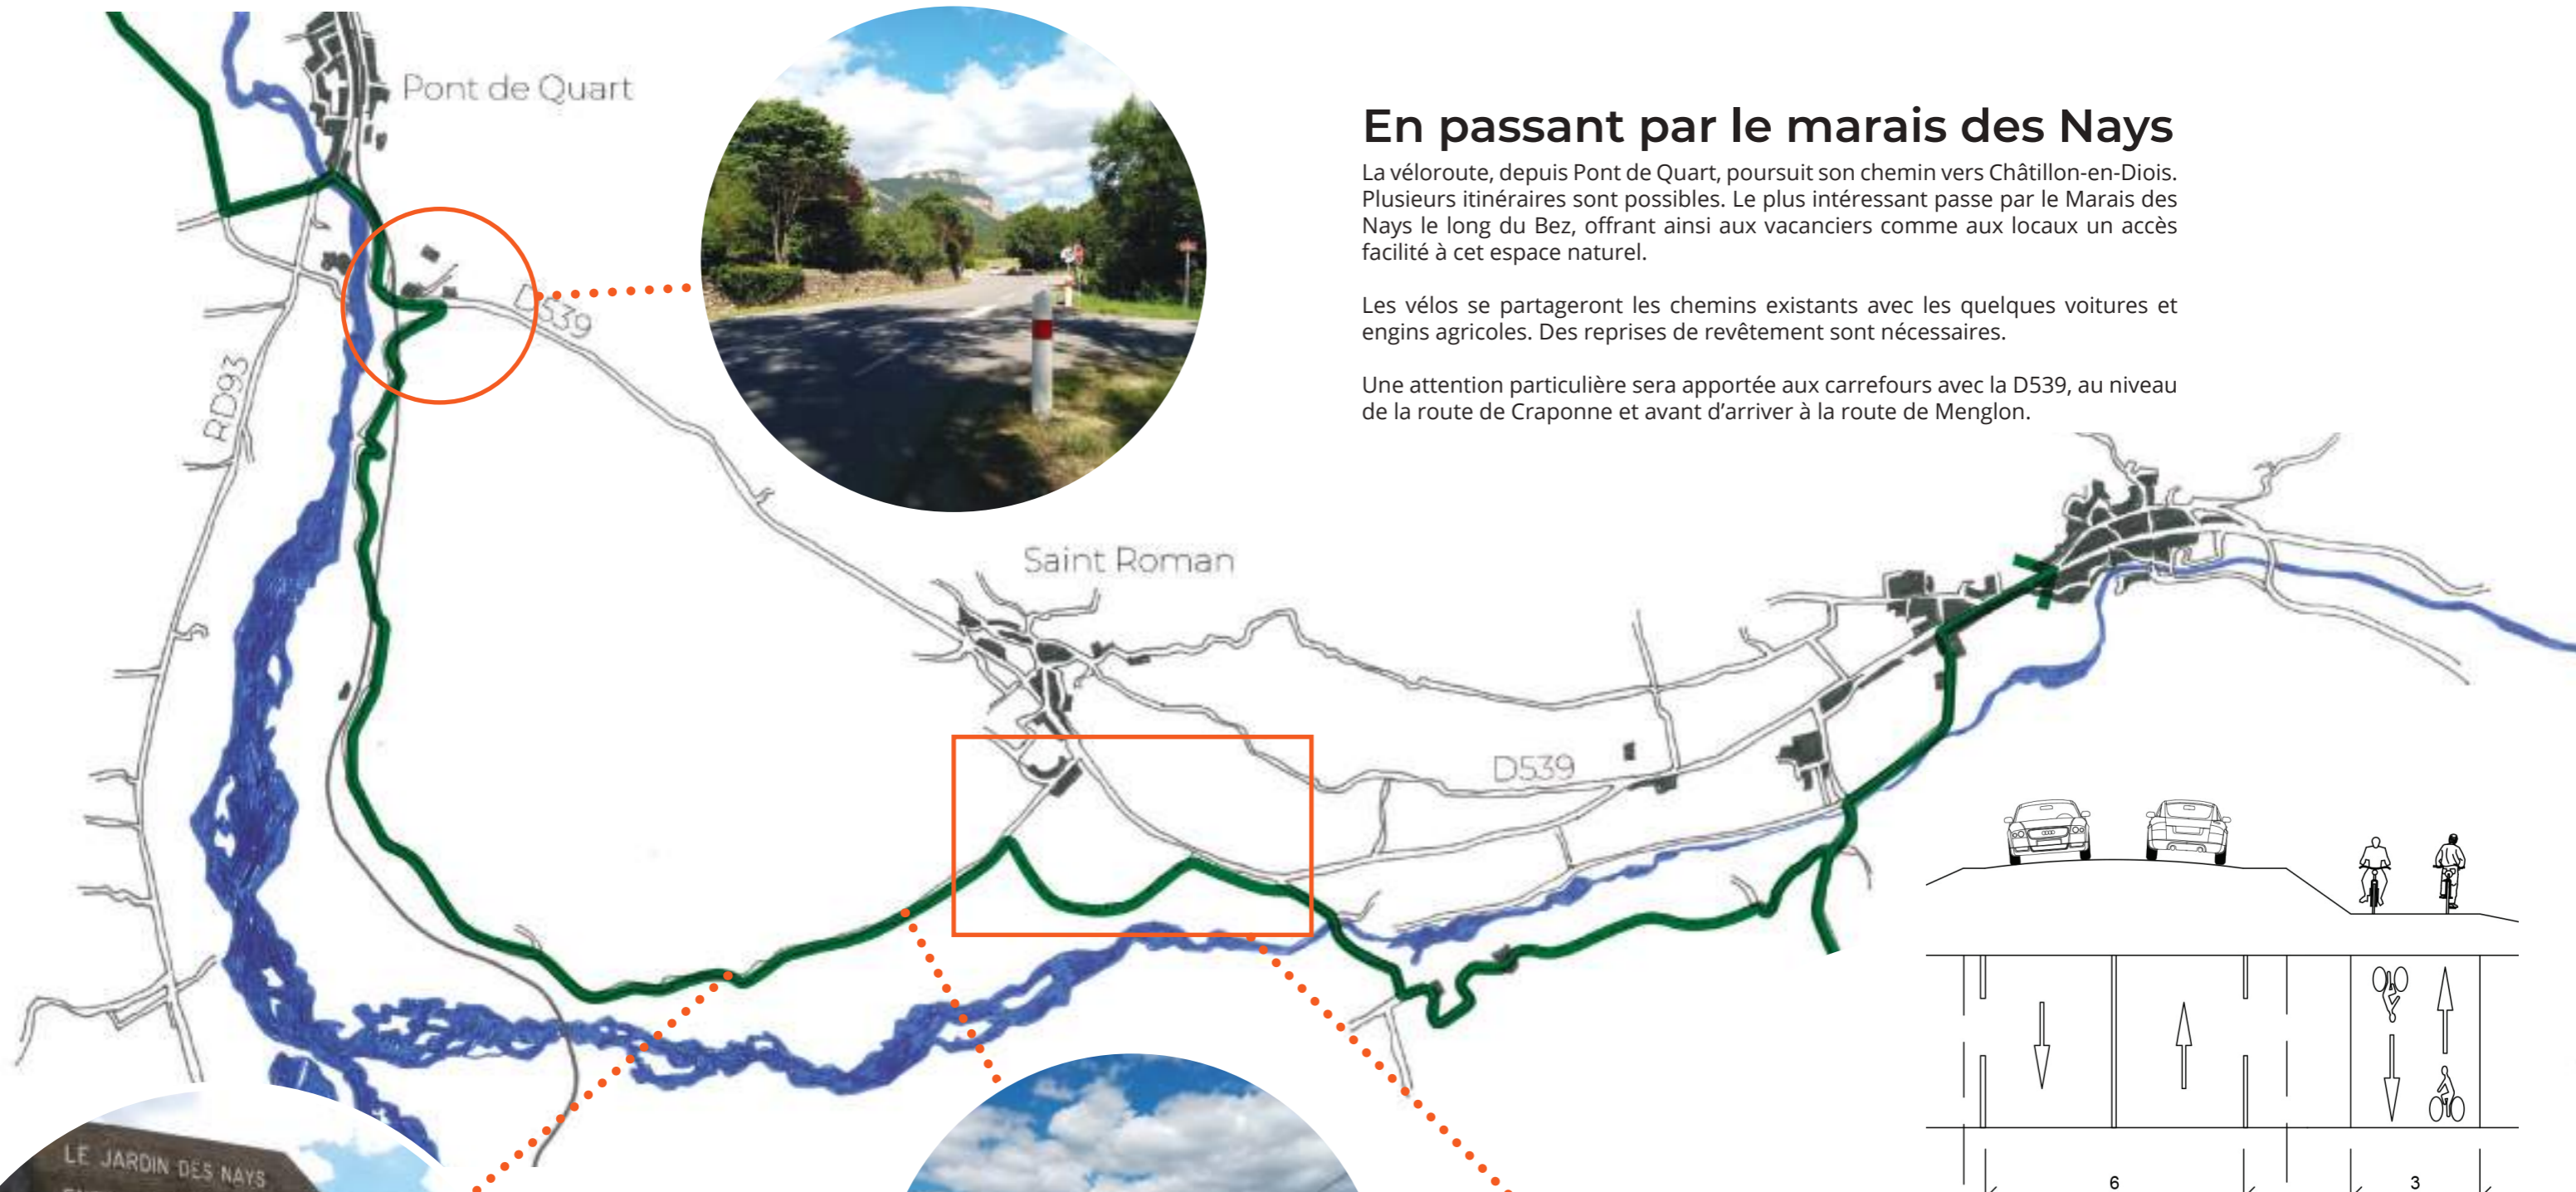 Pont de Quart
En passant par le marais des Nays
La véloroute, depuis Pont de Quart, poursuit son chemin vers Châtillon-en-Diois.
Plusieurs itinéraires sont possibles. Le plus intéressant passe par le Marais des
Nays le long du Bez, offrant ainsi aux vacanciers comme aux locaux un accès
facilité à cet espace naturel.
Les vélos se partageront les chemins existants avec les quelques voitures et
engins agricoles. Des reprises de revêtement sont nécessaires.
Une attention particulière sera apportée aux carrefours avec la D539, au niveau
de la route de Craponne et avant d'arriver à la route de Menglon.
D539
RD93
Saint Roman
D539
LE JARDIN DES NAYS
6
3